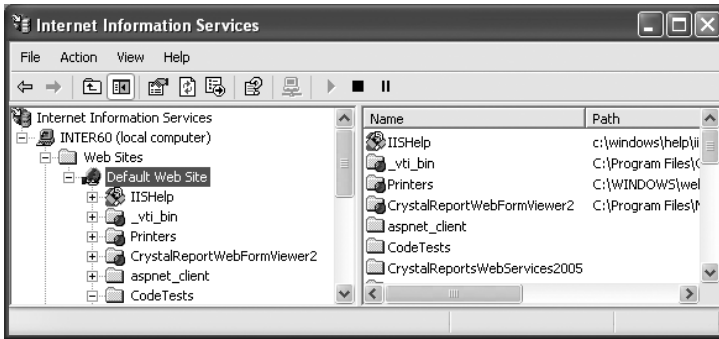 Internet Information Services
File Action View Help
Internet Information Services
INTER60 (local computer)
Web Sites
Default Web Site
IISHelp
_vti_bin
Printers
CrystalReportWebFormViewer2
aspnet_client
CodeTests
Name Path
IISHelp c:\windows\help\ii
_vti_bin C:\Program Files\C
Printers C:\WINDOWS\wel
CrystalReportWebFormViewer2 C:\Program Files\M
aspnet_client
CodeTests
CrystalReportsWebServices2005